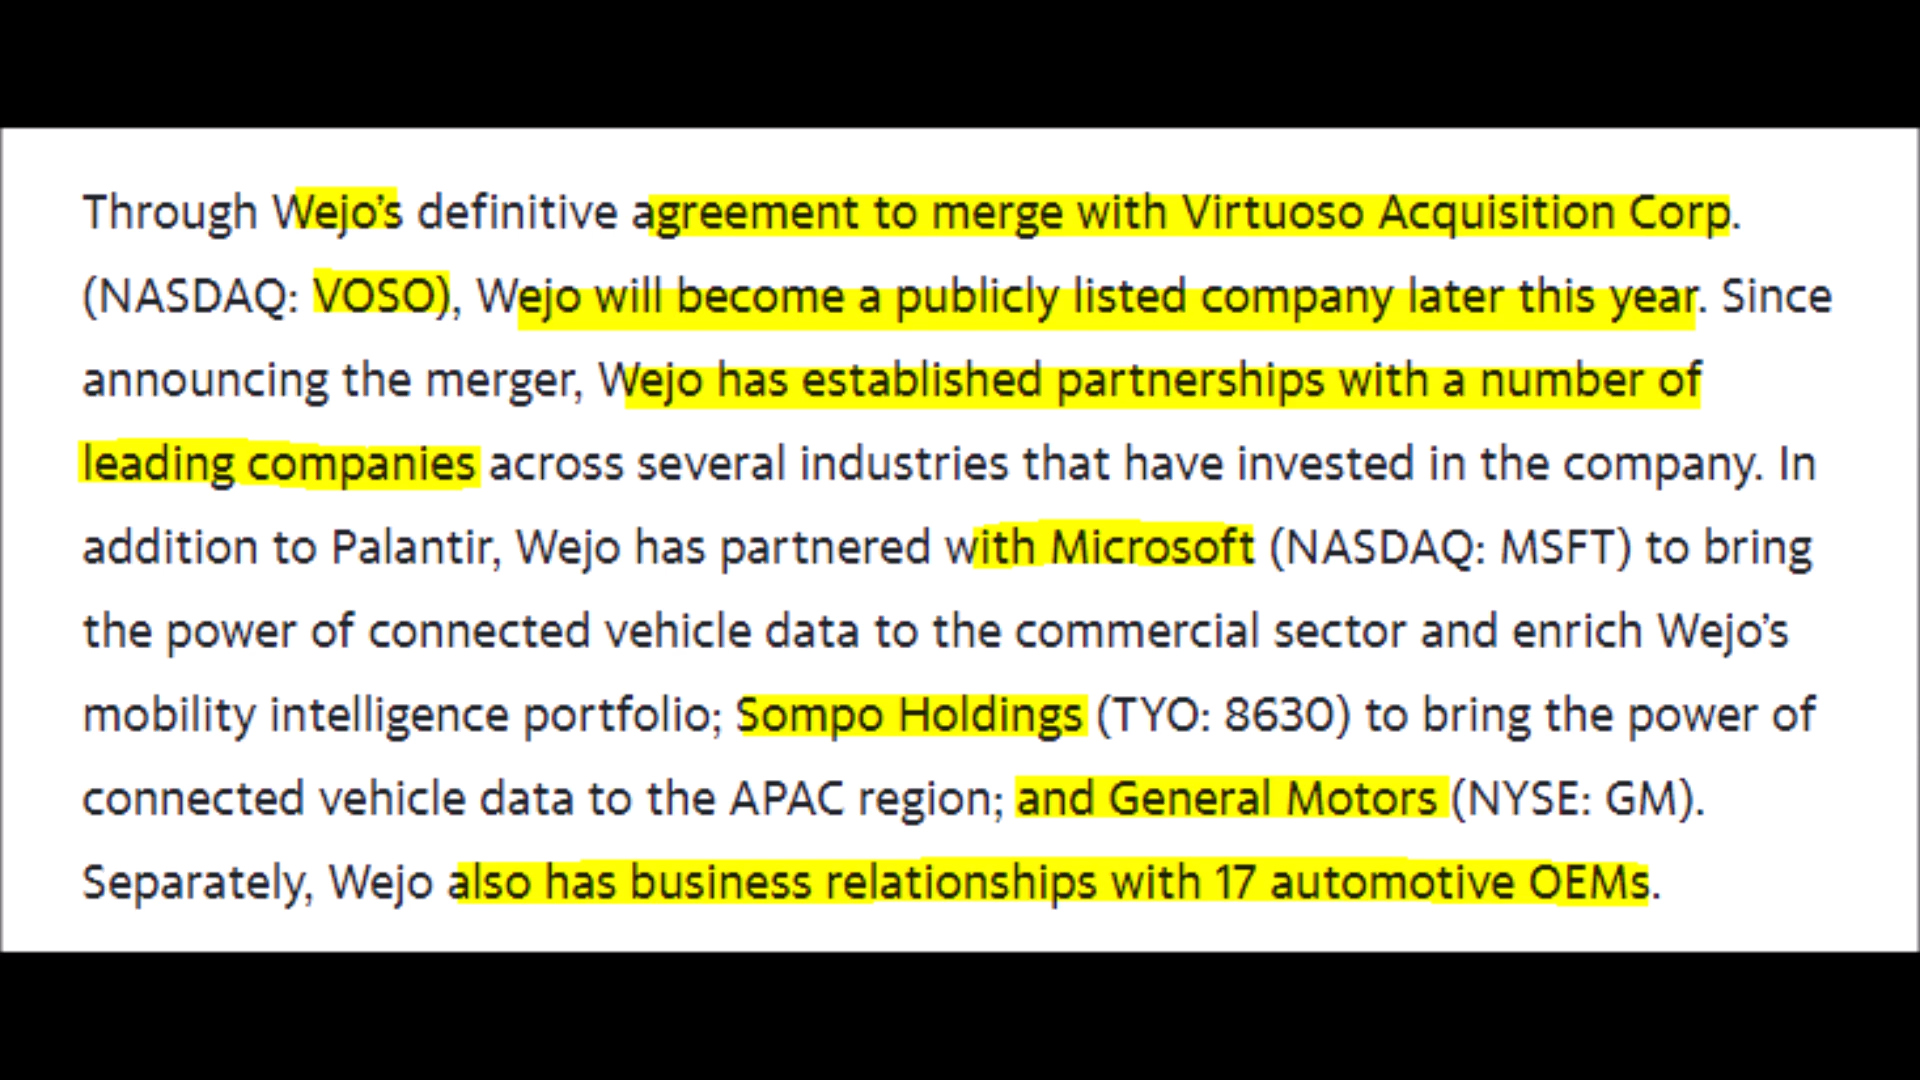 Through Wejo’s definitive agreement to merge with Virtuoso Acquisition Corp.
(NASDAQ: VOSO), Wejo will become a publicly listed company later this year. Since
announcing the merger, Wejo has established partnerships with a number of
leading companies across several industries that have invested in the company. In
addition to Palantir, Wejo has partnered with Microsoft (NASDAQ: MSFT) to bring
the power of connected vehicle data to the commercial sector and enrich Wejo’s
mobility intelligence portfolio; Sompo Holdings (TYO: 8630) to bring the power of
connected vehicle data to the APAC region; and General Motors (NYSE: GM).
Separately, Wejo also has business relationships with 17 automotive OEMs.